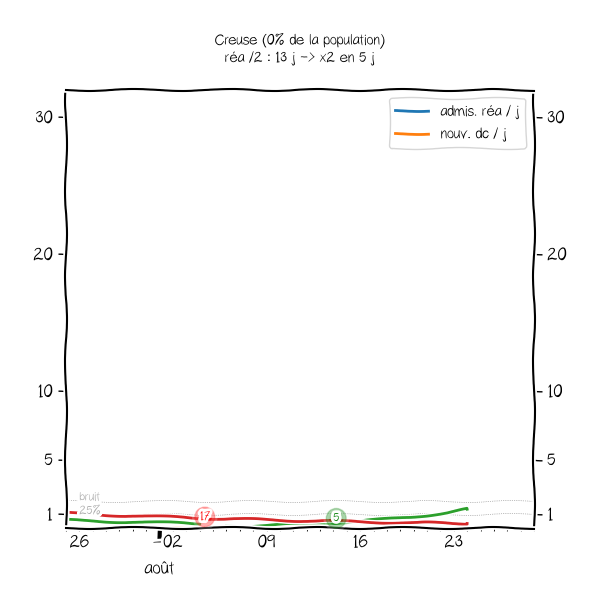 Creuse (0% de la population)
réa /2 : 13 j -> x2 en 5 j
admis. réa / j
nouv. dc / j
30 30
20 20
10 10
5 5
bruit
25%
1 1
17 5
26 02 09 16 23
août